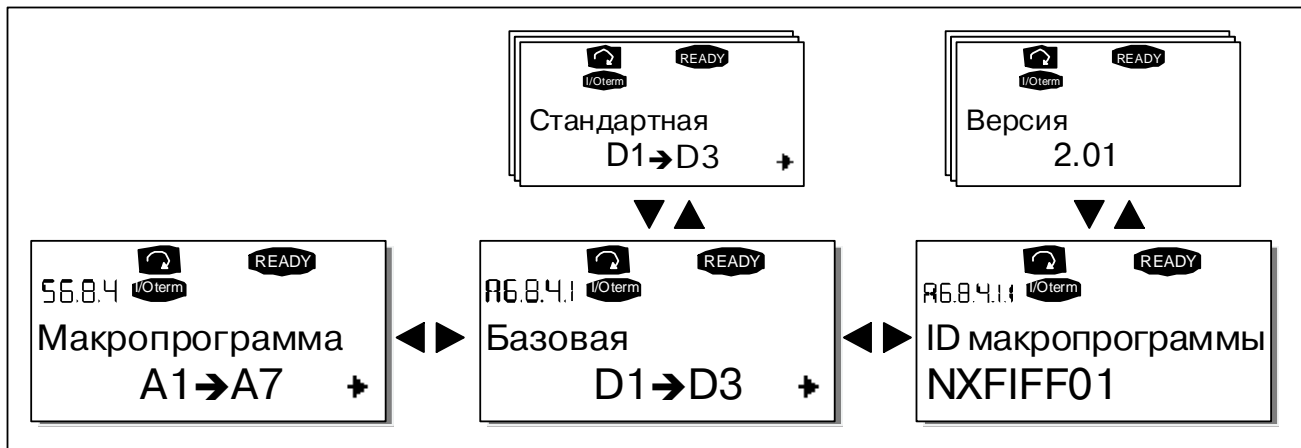 READY
I/Oterm
Стандартная
D1➔D3
READY
I/Oterm
Версия
2.01
READY
S6.8.4 I/Oterm
Макропрограмма
A1➔A7
READY
A6.8.4.1 I/Oterm
Базовая
D1➔D3
READY
A6.8.4.1.1 I/Oterm
ID макропрограммы
NXFIFF01